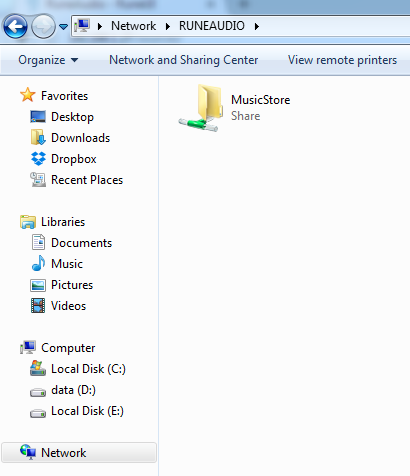 Network RUNEAUDIO
Organize Network and Sharing Center View remote printers
Favorites
Desktop
Downloads
Dropbox
Recent Places
Libraries
Documents
Music
Pictures
Videos
Computer
Local Disk (C:)
data (D:)
Local Disk (E:)
Network
MusicStore
Share